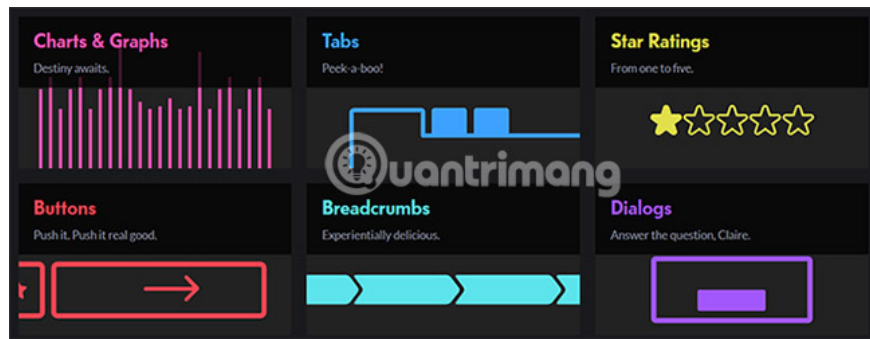 Charts & Graphs
Destiny awaits.
Tabs
Peek-a-boo!
Star Ratings
From one to five.
Quantrimang
Buttons
Push it. Push it real good.
Breadcrumbs
Experientially delicious.
Dialogs
Answer the question, Claire.